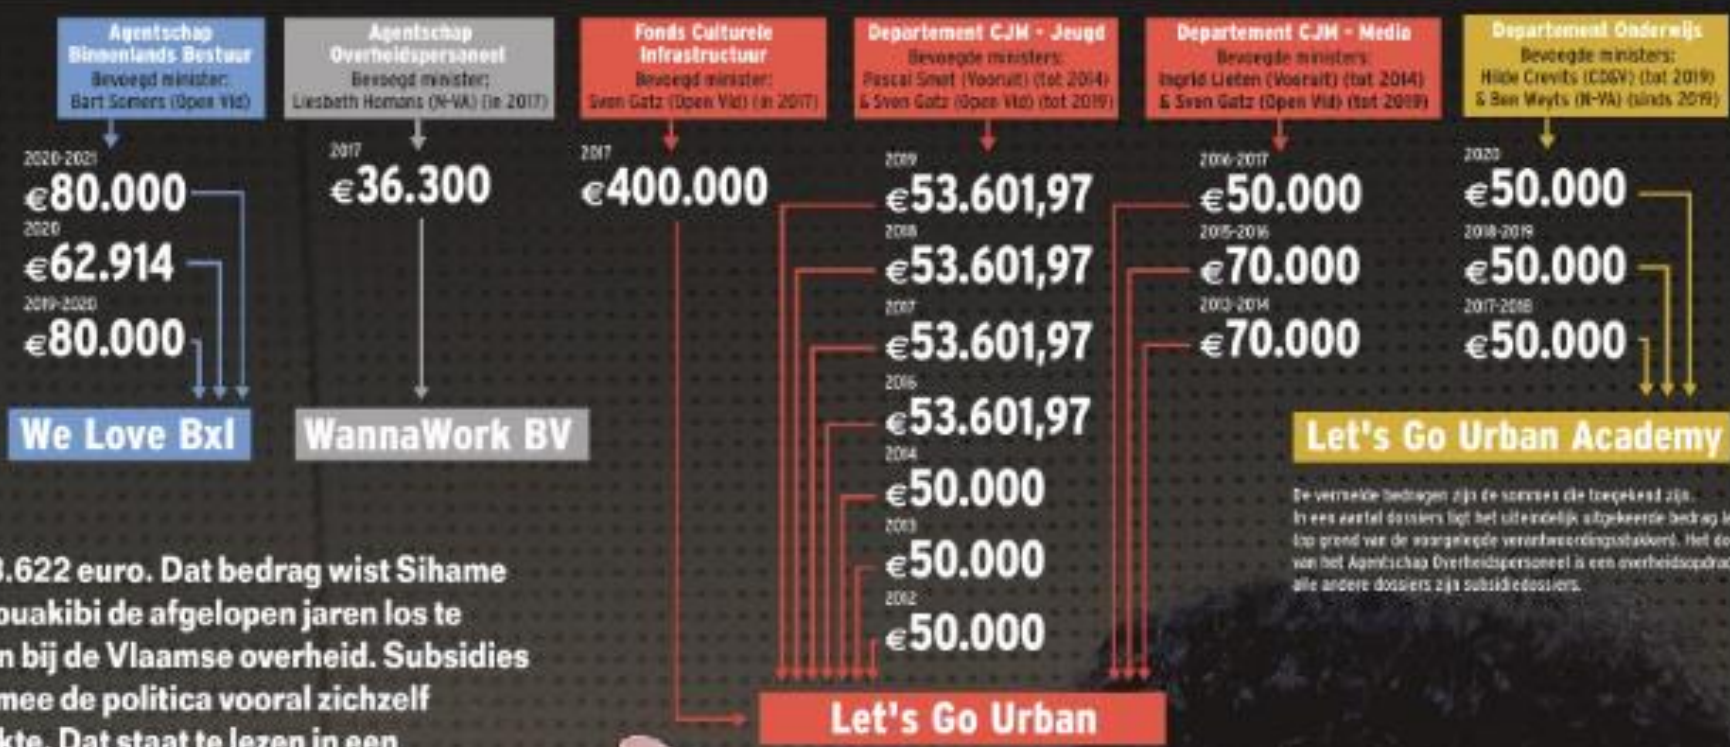 Agentschap
Binnenlands Bestuur
Bevoegd minister:
Bart Somers (Open Vld)
2020-2021
€80.000
2020
€62.914
2019-2020
€80.000
We Love Bxl
Agentschap
Overheidspersoneel
Bevoegd minister:
Liesbeth Homans (N-VA) (in 2017)
2017
€36.300
WannaWork BV
Fonds Culturele
Infrastructuur
Bevoegd minister:
Sven Gatz (Open Vld) (in 2017)
2017
€400.000
Departement CJM - Jeugd
Bevoegde ministers:
Pascal Smet (Vooruit) (tot 2014)
& Sven Gatz (Open Vld) (tot 2019)
2019
€53.601,97
2018
€53.601,97
2017
€53.601,97
2016
€53.601,97
2014
€50.000
2013
€50.000
2012
€50.000
Departement CJM - Media
Bevoegde ministers:
Ingrid Lieten (Vooruit) (tot 2014)
& Sven Gatz (Open Vld) (tot 2019)
2016-2017
€50.000
2015-2016
€70.000
2013-2014
€70.000
Let's Go Urban
Departement Onderwijs
Bevoegde ministers:
Hilde Crevits (CD&V) (tot 2019)
& Ben Weyts (N-VA) (sinds 2019)
2020
€50.000
2018-2019
€50.000
2017-2018
€50.000
Let's Go Urban Academy
De vermelde bedragen zijn de sommen die toegekend zijn.
In een aantal dossiers ligt het uiteindelijk uitgekeerde bedrag
(op grond van de voorgelegde verantwoordingsstukken). Het do
van het Agentschap Overheidspersoneel is een overheidsopdrac
alle andere dossiers zijn subsidiedossiers.
3.622 euro. Dat bedrag wist Sihame
ouakibi de afgelopen jaren los te
n bij de Vlaamse overheid. Subsidies
mee de politica vooral zichzelf
kte. Dat staat te lezen in een